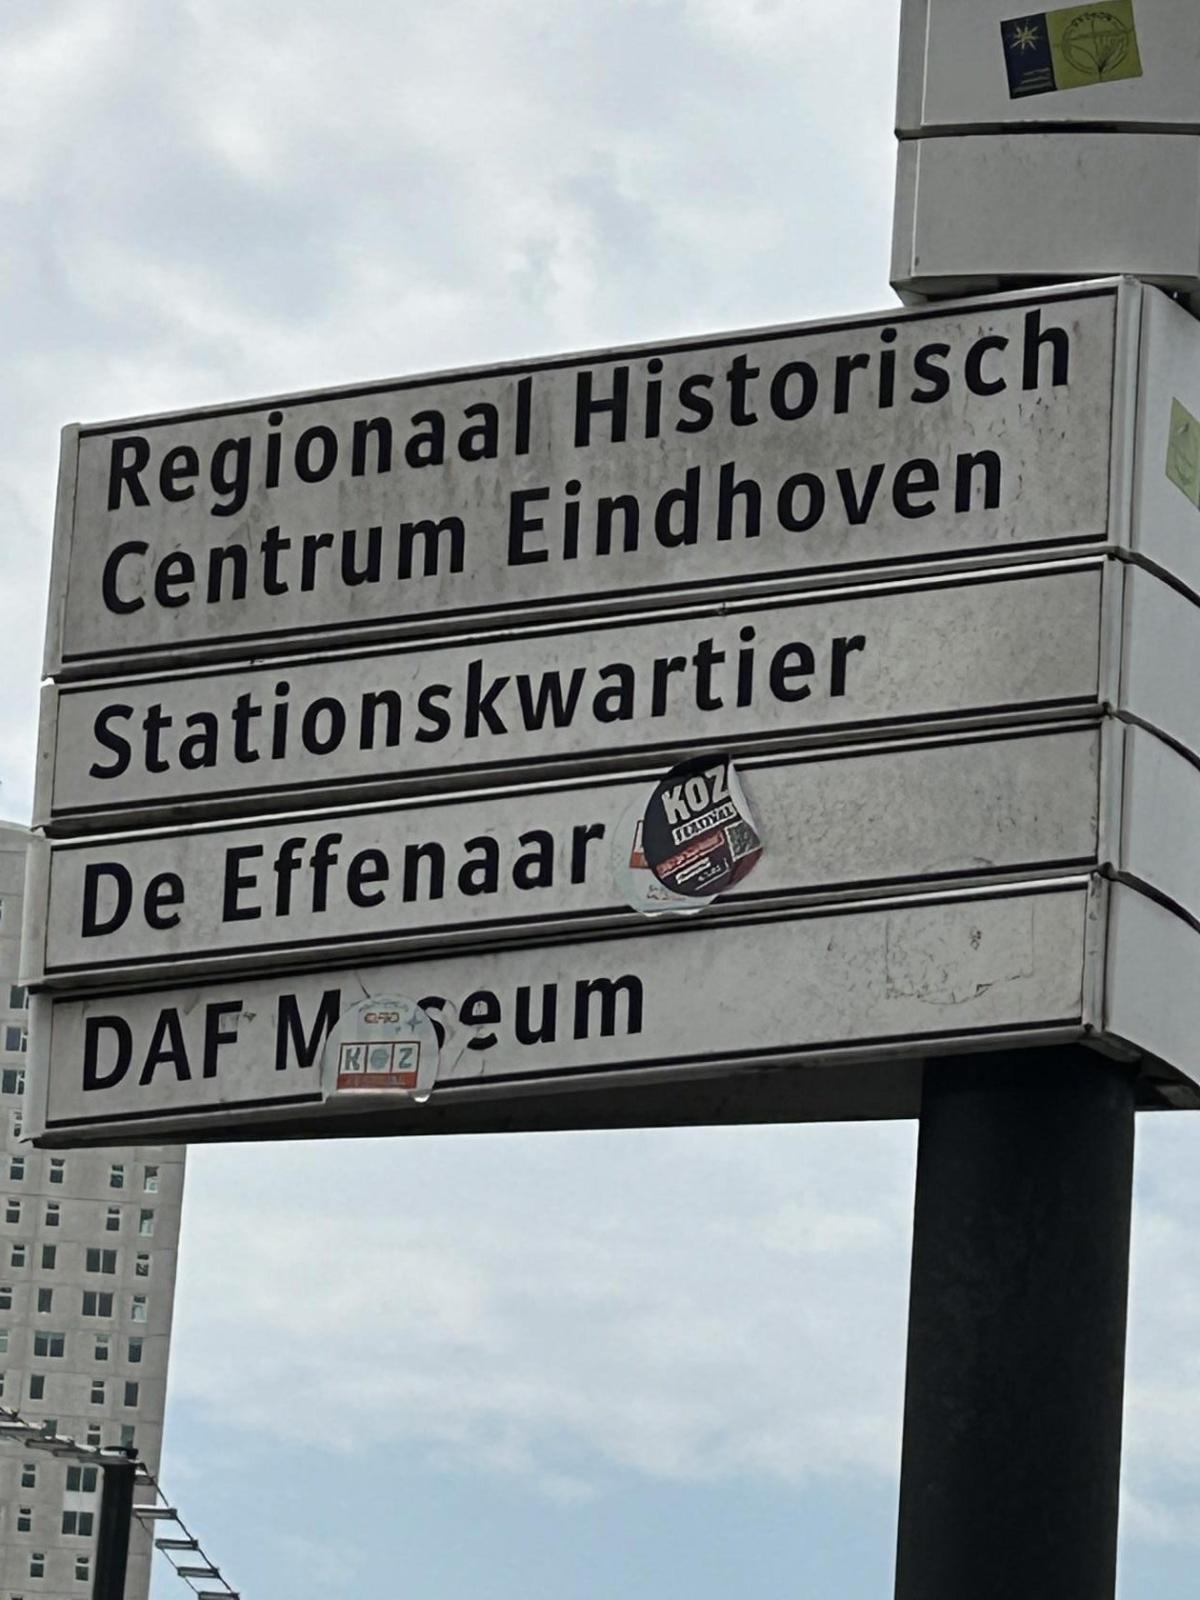 Regionaal Historisch
Centrum Eindhoven
Stationskwartier
De Effenaar
KOZ
DAF M seum
KOZ